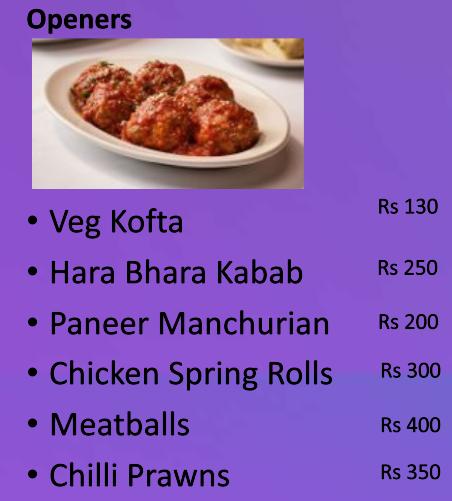 Openers
• Veg Kofta Rs 130
• Hara Bhara Kabab Rs 250
• Paneer Manchurian Rs 200
• Chicken Spring Rolls Rs 300
• Meatballs Rs 400
• Chilli Prawns Rs 350